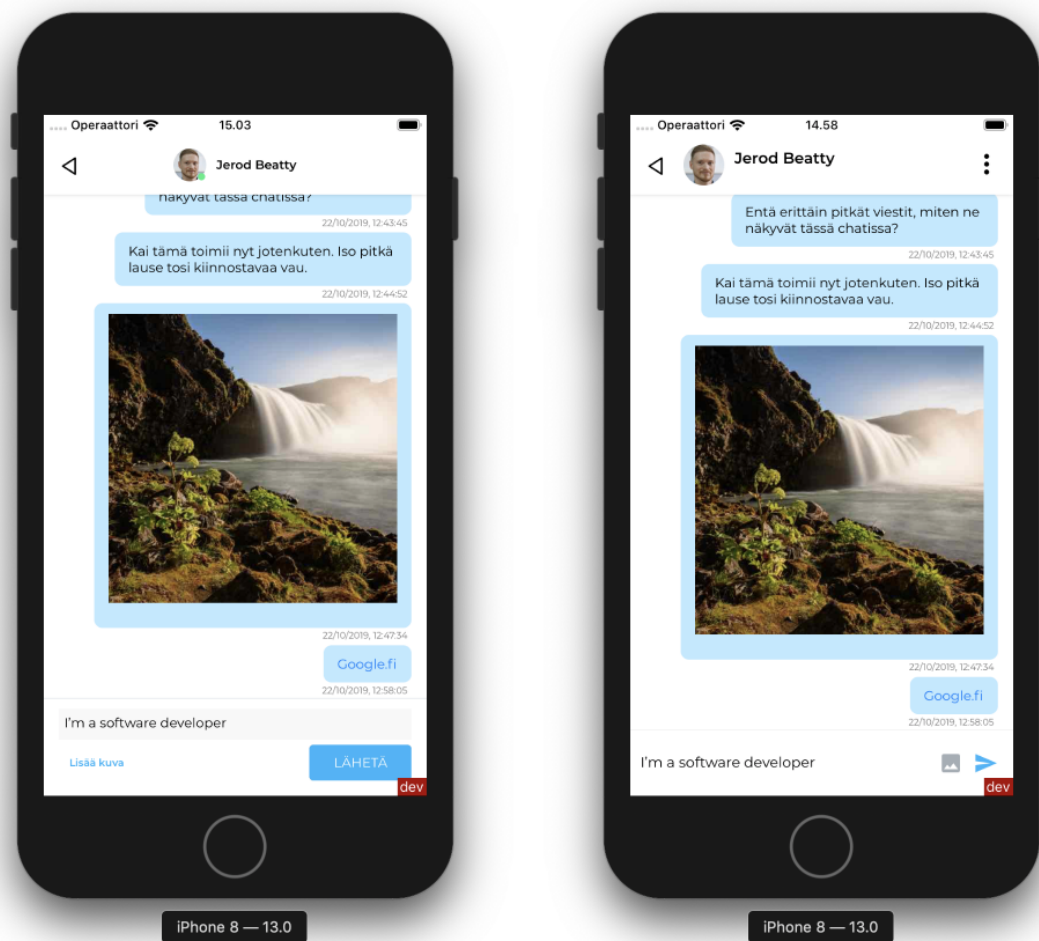 .... Operaattori
15.03
Jerod Beatty
näkyvät tässä chatissa?
22/10/2019, 12:43:45
Kai tämä toimii nyt jotenkuten. Iso pitkä
lause tosi kiinnostavaa vau.
22/10/2019, 12:44:52
22/10/2019, 12:47:34
Google.fi
22/10/2019, 12:58:05
I'm a software developer
Lisää kuva
LÄHETÄ
dev
iPhone 8 — 13.0
.... Operaattori
14.58
Jerod Beatty
Entä erittäin pitkät viestit, miten ne
näkyvät tässä chatissa?
22/10/2019, 12:43:45
Kai tämä toimii nyt jotenkuten. Iso pitkä
lause tosi kiinnostavaa vau.
22/10/2019, 12:44:52
22/10/2019, 12:47:34
Google.fi
22/10/2019, 12:58:05
I'm a software developer
dev
iPhone 8 — 13.0